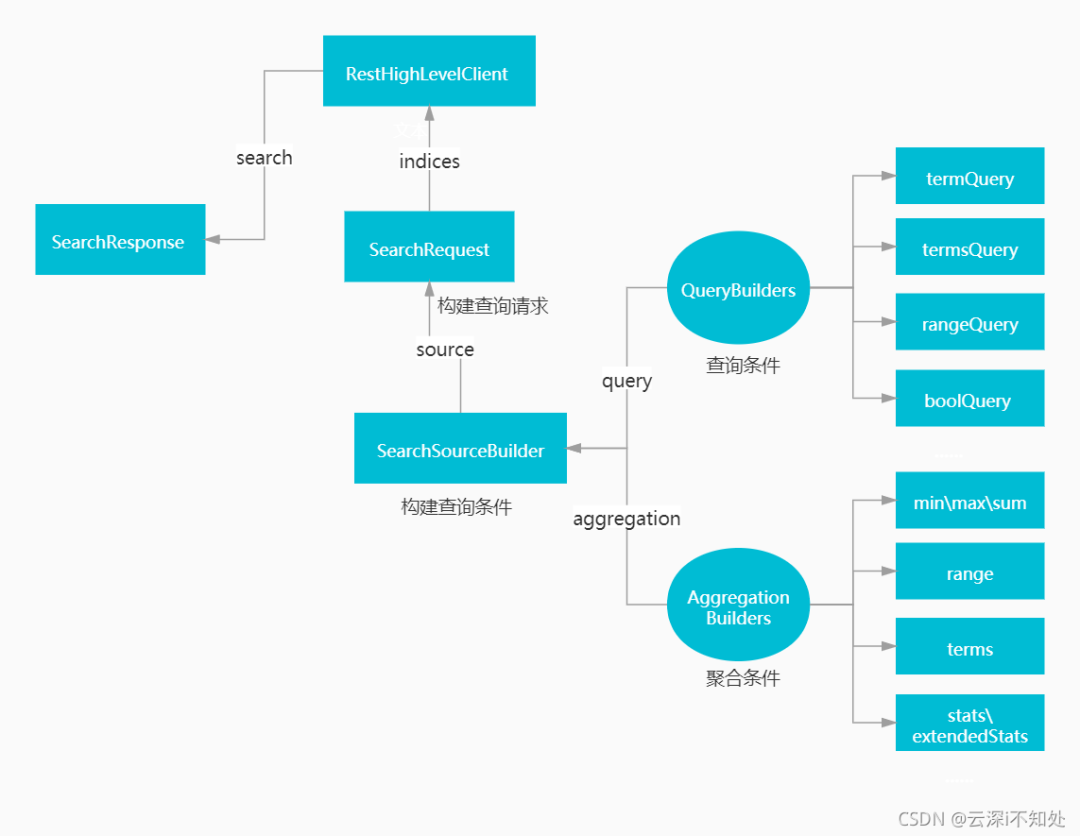 RestHighLevelClient
search
indices
SearchResponse
SearchRequest
构建查询请求
source
SearchSourceBuilder
构建查询条件
query
aggregation
QueryBuilders
查询条件
termQuery
termsQuery
rangeQuery
boolQuery
Aggregation
Builders
聚合条件
min\max\sum
range
terms
stats\
extendedStats
CSDN @云深i不知处